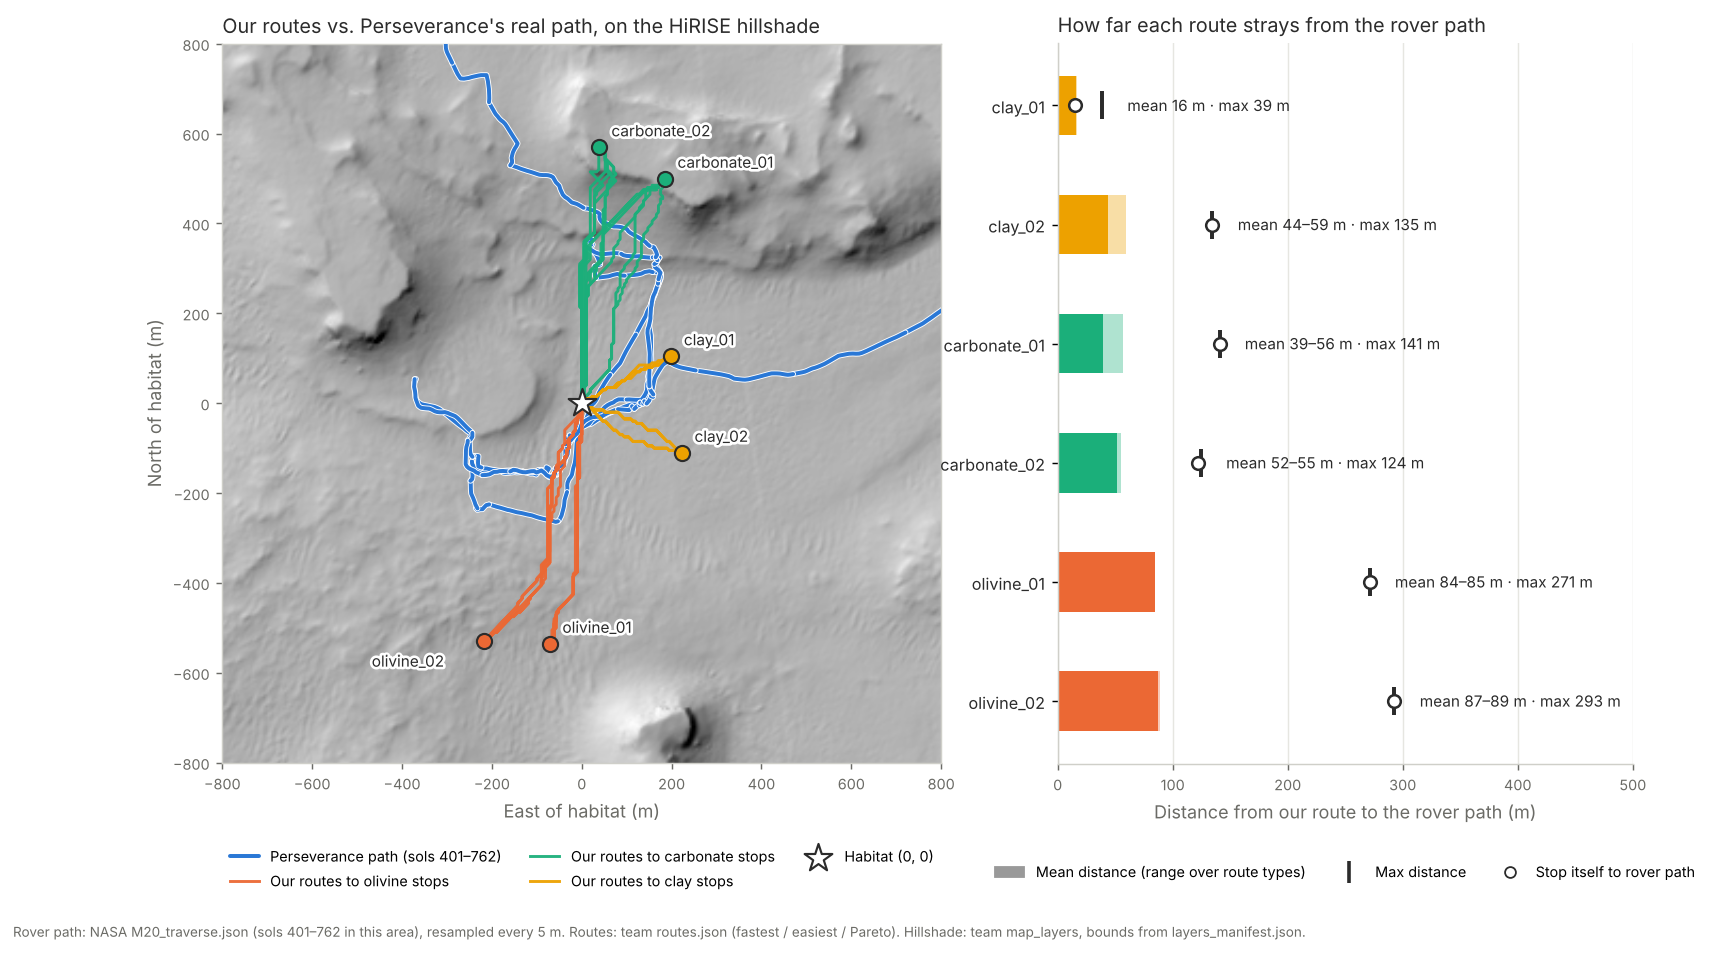 Our routes vs. Perseverance's real path, on the HiRISE hillshade
800
600
400
200
0
−200
−400
−600
−800
North of habitat (m)
carbonate_02
carbonate_01
clay_01
clay_02
olivine_01
olivine_02
−800 −600 −400 −200 0 200 400 600 800
East of habitat (m)
Perseverance path (sols 401–762)
Our routes to olivine stops
Our routes to carbonate stops
Our routes to clay stops
Habitat (0, 0)
How far each route strays from the rover path
clay_01 mean 16 m · max 39 m
clay_02 mean 44–59 m · max 135 m
carbonate_01 mean 39–56 m · max 141 m
carbonate_02 mean 52–55 m · max 124 m
olivine_01 mean 84–85 m · max 271 m
olivine_02 mean 87–89 m · max 293 m
0 100 200 300 400 500
Distance from our route to the rover path (m)
Mean distance (range over route types)
Max distance
Stop itself to rover path
Rover path: NASA M20_traverse.json (sols 401–762 in this area), resampled every 5 m. Routes: team routes.json (fastest / easiest / Pareto). Hillshade: team map_layers, bounds from layers_manifest.json.